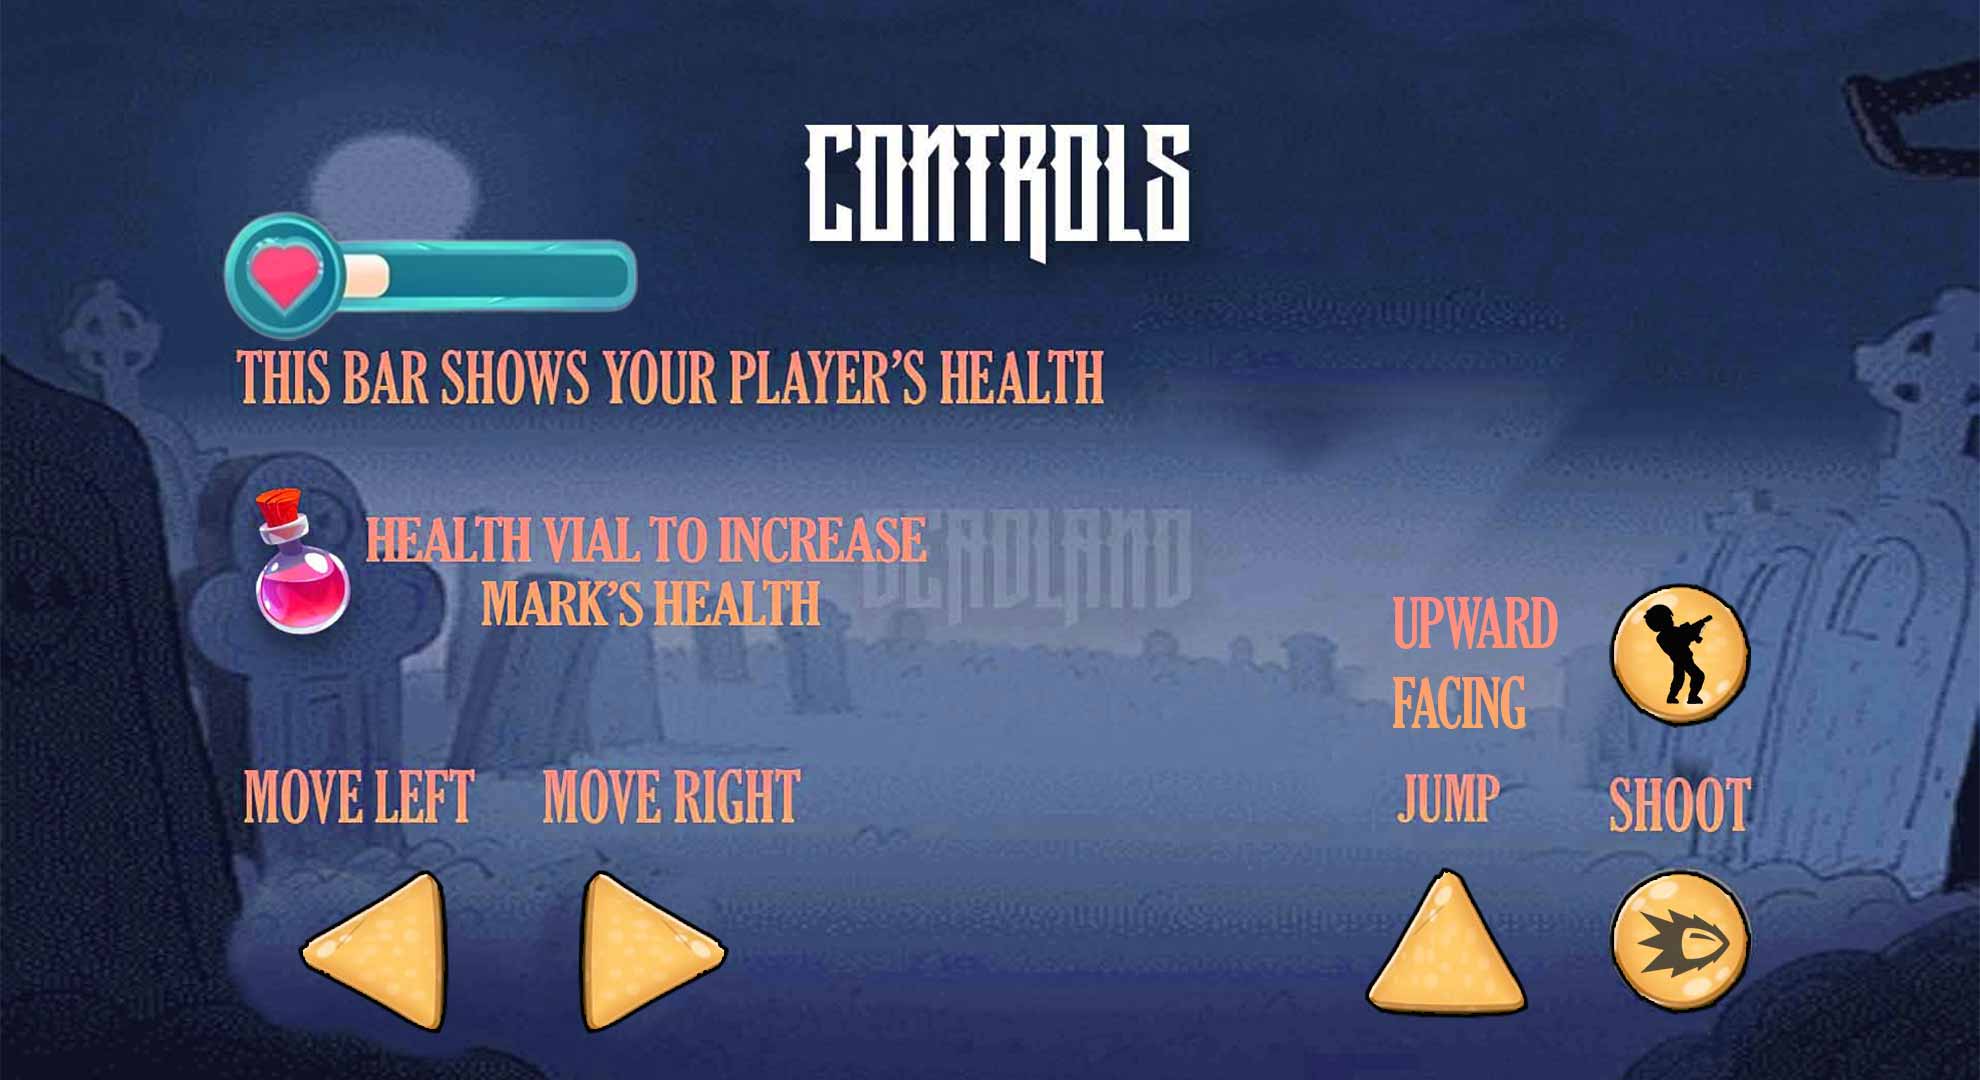 CONTROLS
THIS BAR SHOWS YOUR PLAYER'S HEALTH
HEALTH VIAL TO INCREASE
MARK'S HEALTH
DEADLAND
UPWARD
FACING
MOVE LEFT
MOVE RIGHT
JUMP
SHOOT